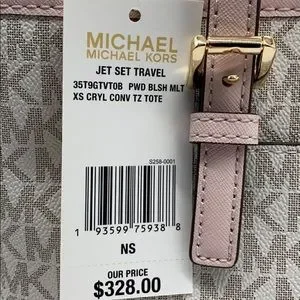 MICHAEL
MICHAEL KORS
JET SET TRAVEL
35T9GTVT0B PWD BLSH MLT
XS CRYL CONV TZ TOTE
S258-0001
1 93599 75938 8
NS
OUR PRICE
$328.00